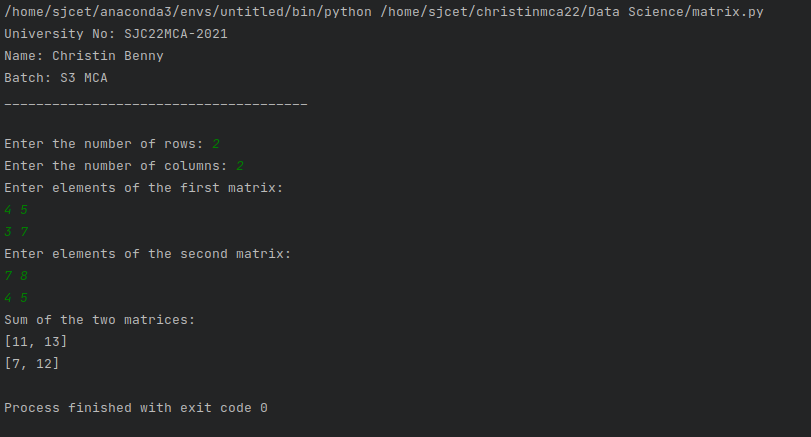 /home/sjcet/anaconda3/envs/untitled/bin/python /home/sjcet/christinmca22/Data Science/matrix.py
University No: SJC22MCA-2021
Name: Christin Benny
Batch: S3 MCA
______________________________________
Enter the number of rows: 2
Enter the number of columns: 2
Enter elements of the first matrix:
4 5
3 7
Enter elements of the second matrix:
7 8
4 5
Sum of the two matrices:
[11, 13]
[7, 12]
Process finished with exit code 0